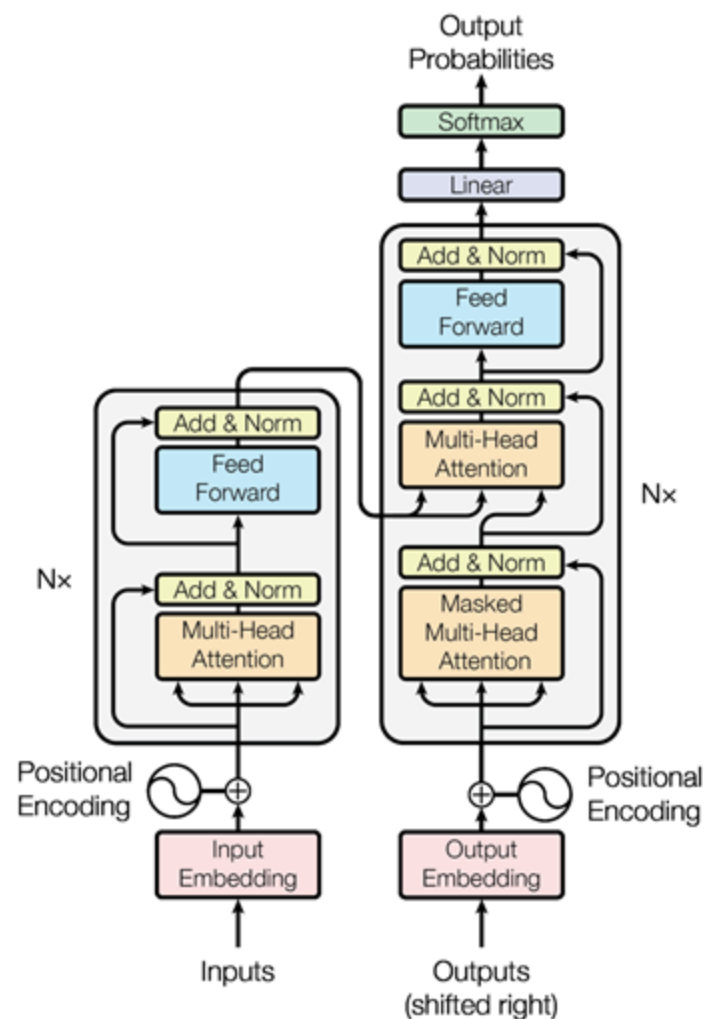 Output
Probabilities
Softmax
Linear
Add & Norm
Feed
Forward
Add & Norm
Multi-Head
Attention
Add & Norm
Masked
Multi-Head
Attention
Nx
Add & Norm
Feed
Forward
Add & Norm
Multi-Head
Attention
Nx
Positional
Encoding
Positional
Encoding
Input
Embedding
Output
Embedding
Inputs
Outputs
(shifted right)